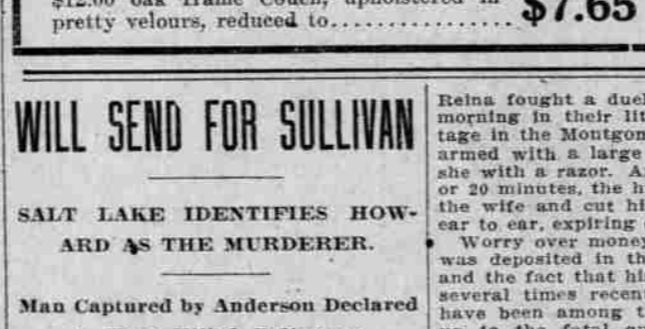 pretty velours, reduced to................ $7.65
WILL SEND FOR SULLIVAN
SALT LAKE IDENTIFIES HOW-
ARD AS THE MURDERER.
Man Captured by Anderson Declared
Reina fought a
morning in their
in the
armed with a large
she with a razor.
or 20 minutes, the
the wife and cut
ear to ear, expiring
Worry over money
was deposited in
and the fact that
several times
have been among